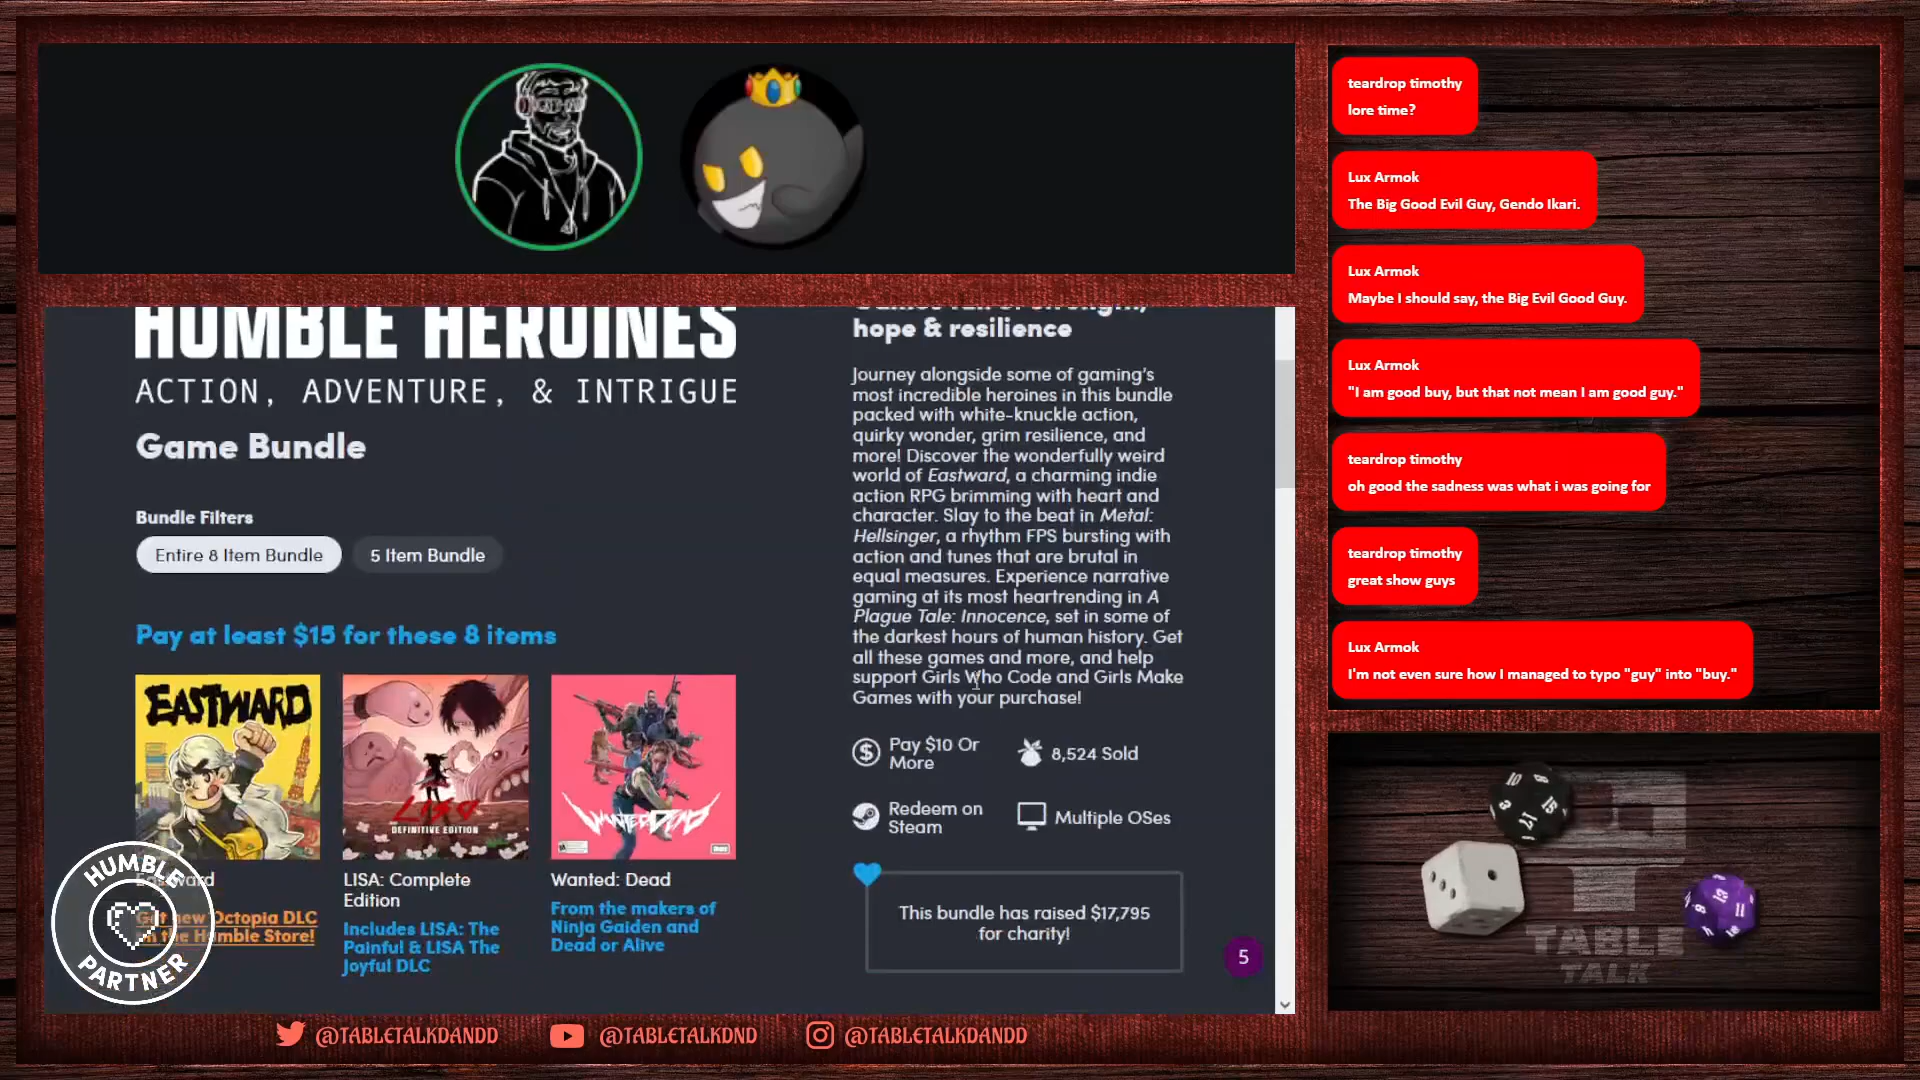 HUMBLE HEROINES
ACTION, ADVENTURE, & INTRIGUE
Game Bundle
Bundle Filters
Entire 8 Item Bundle
5 Item Bundle
Pay at least $15 for these 8 items
EASTWARD
LISA
DEFINITIVE EDITION
WANTED: DEAD
Eastward
Get new Octopia DLC
on the Humble Store!
LISA: Complete
Edition
Includes LISA: The
Painful & LISA The
Joyful DLC
Wanted: Dead
From the makers of
Ninja Gaiden and
Dead or Alive
HUMBLE
PARTNER
hope & resilience
Journey alongside some of gaming's
most incredible heroines in this bundle
packed with white-knuckle action,
quirky wonder, grim resilience, and
more! Discover the wonderfully weird
world of Eastward, a charming indie
action RPG brimming with heart and
character. Slay to the beat in Metal:
Hellsinger, a rhythm FPS bursting with
action and tunes that are brutal in
equal measures. Experience narrative
gaming at its most heartrending in A
Plague Tale: Innocence, set in some of
the darkest hours of human history. Get
all these games and more, and help
support Girls Who Code and Girls Make
Games with your purchase!
Pay $10 Or
More
8,524 Sold
Redeem on
Steam
Multiple OSes
This bundle has raised $17,795
for charity!
5
@TABLETALKDANDD
@TABLETALKDND
@TABLETALKDANDD
teardrop timothy
lore time?
Lux Armok
The Big Good Evil Guy, Gendo Ikari.
Lux Armok
Maybe I should say, the Big Evil Good Guy.
Lux Armok
"I am good buy, but that not mean I am good guy."
teardrop timothy
oh good the sadness was what i was going for
teardrop timothy
great show guys
Lux Armok
I'm not even sure how I managed to typo "guy" into "buy."
TABLE
TALK